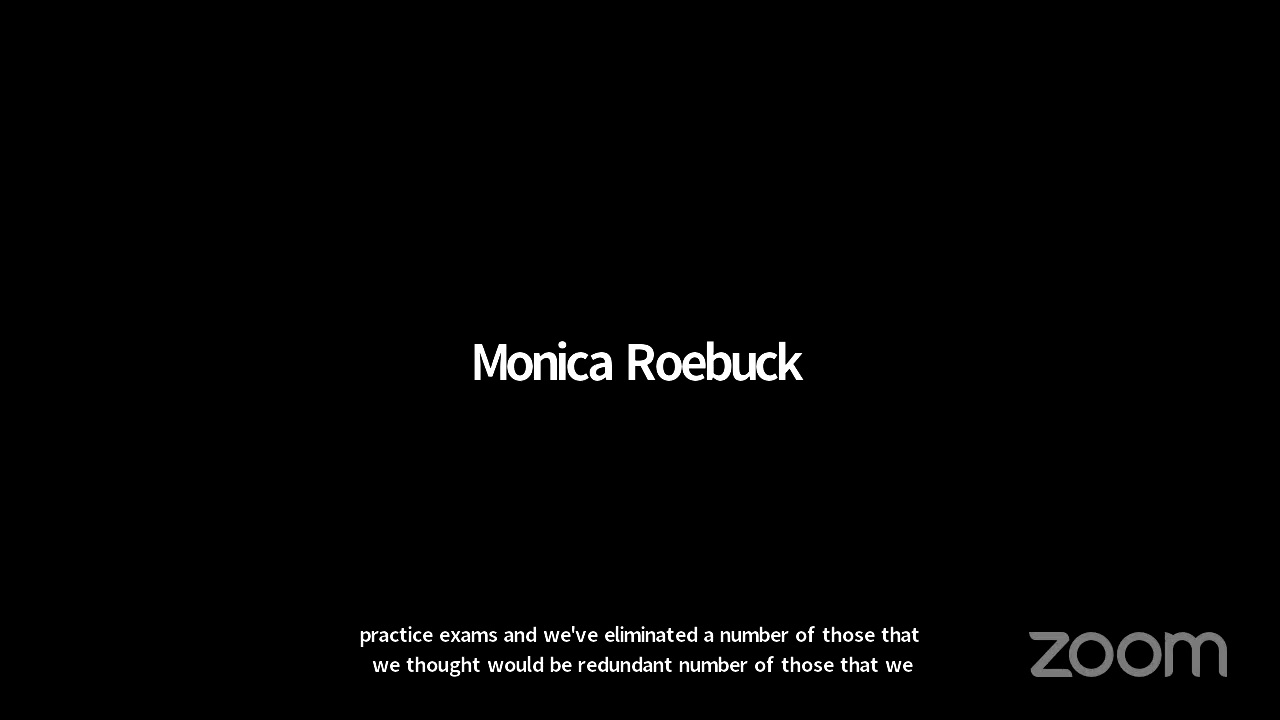 Monica Roebuck
practice exams and we've eliminated a number of those that
we thought would be redundant number of those that we
zoom